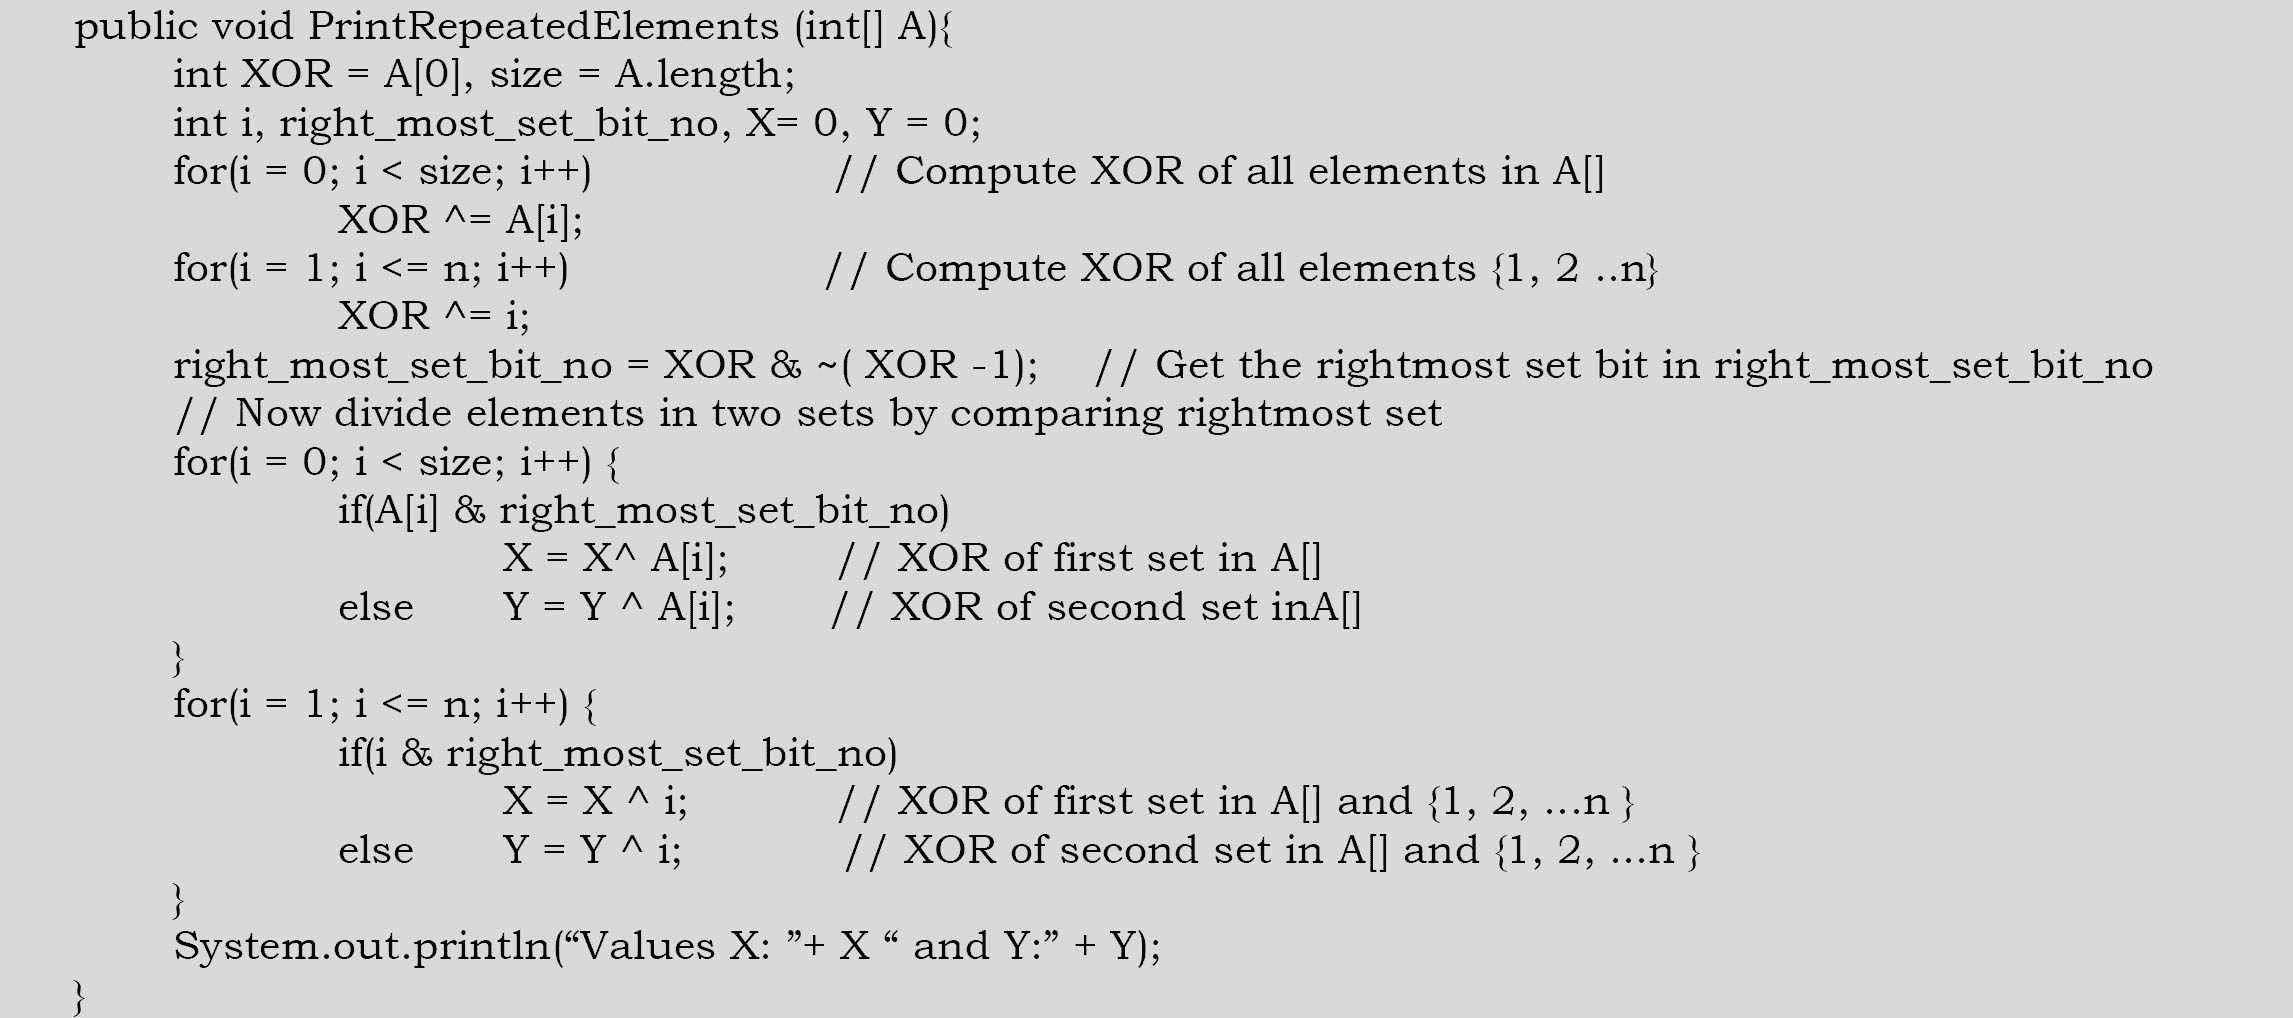 public void PrintRepeatedElements (int[] A){
int XOR = A[0], size = A.length;
int i, right_most_set_bit_no, X= 0, Y = 0;
for(i = 0; i < size; i++) // Compute XOR of all elements in A[]
XOR ^= A[i];
for(i = 1; i <= n; i++) // Compute XOR of all elements {1, 2 ..n}
XOR ^= i;
right_most_set_bit_no = XOR & ~( XOR -1); // Get the rightmost set bit in right_most_set_bit_no
// Now divide elements in two sets by comparing rightmost set
for(i = 0; i < size; i++) {
if(A[i] & right_most_set_bit_no)
X = X^ A[i]; // XOR of first set in A[]
else Y = Y ^ A[i]; // XOR of second set inA[]
}
for(i = 1; i <= n; i++) {
if(i & right_most_set_bit_no)
X = X ^ i; // XOR of first set in A[] and {1, 2, ...n }
else Y = Y ^ i; // XOR of second set in A[] and {1, 2, ...n }
}
System.out.println(“Values X: ”+ X “ and Y:” + Y);
}